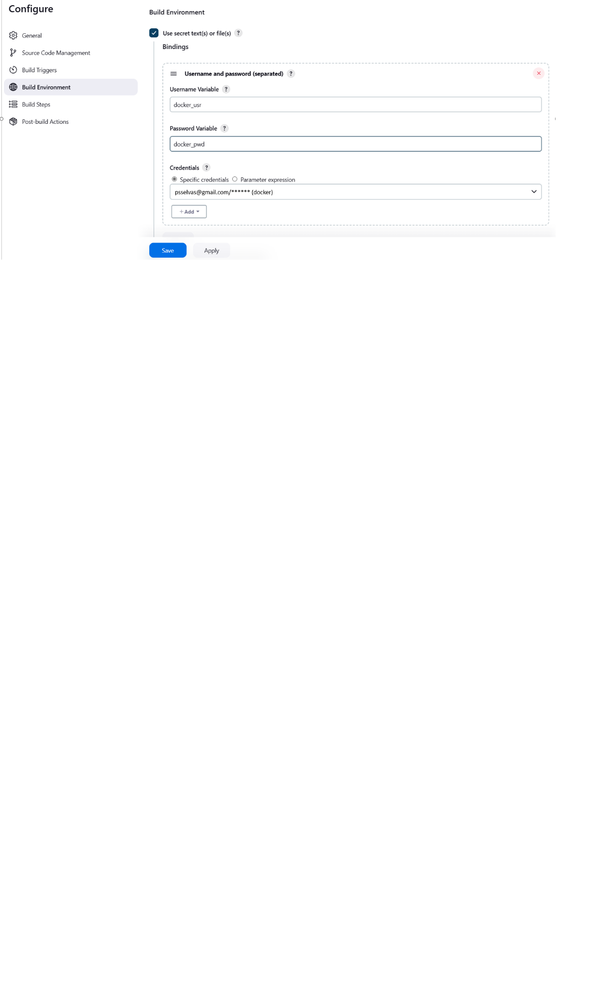 Configure
General
Source Code Management
Build Triggers
Build Environment
Build Steps
Post-build Actions
Build Environment
Use secret text(s) or file(s) ?
Bindings
Username and password (separated) ?
Username Variable ?
docker_usr
Password Variable ?
docker_pwd
Credentials ?
Specific credentials Parameter expression
psselvas@gmail.com/****** (docker)
+ Add
Save Apply